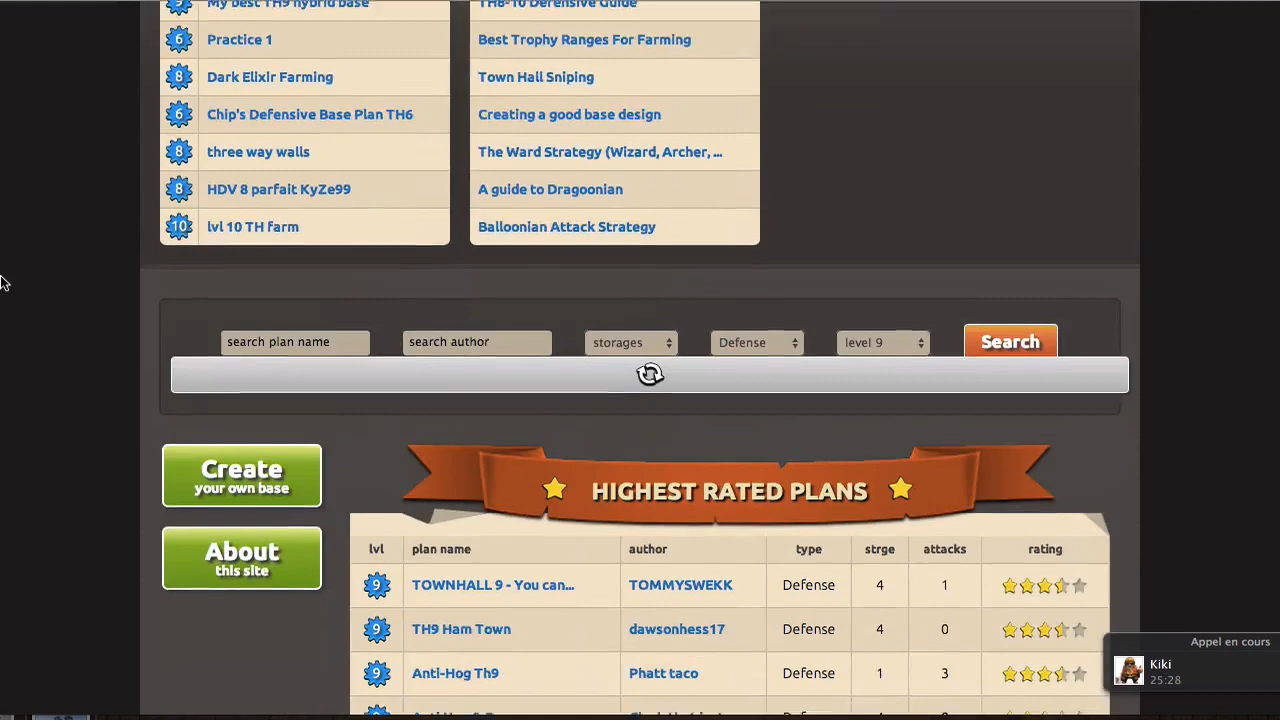 9 My best TH9 hybrid base
6 Practice 1
8 Dark Elixir Farming
6 Chip's Defensive Base Plan TH6
8 three way walls
8 HDV 8 parfait KyZe99
10 lvl 10 TH farm
TH8-10 Defensive Guide
Best Trophy Ranges For Farming
Town Hall Sniping
Creating a good base design
The Ward Strategy (Wizard, Archer, ...
A guide to Dragoonian
Balloonian Attack Strategy
search plan name search author storages Defense level 9 Search
Create
your own base
About
this site
HIGHEST RATED PLANS
lvl plan name author type strge attacks rating
9 TOWNHALL 9 - You can... TOMMYSWEKK Defense 4 1
9 TH9 Ham Town dawsonhess17 Defense 4 0
9 Anti-Hog Th9 Phatt taco Defense 1 3
Appel en cours
Kiki
25:28